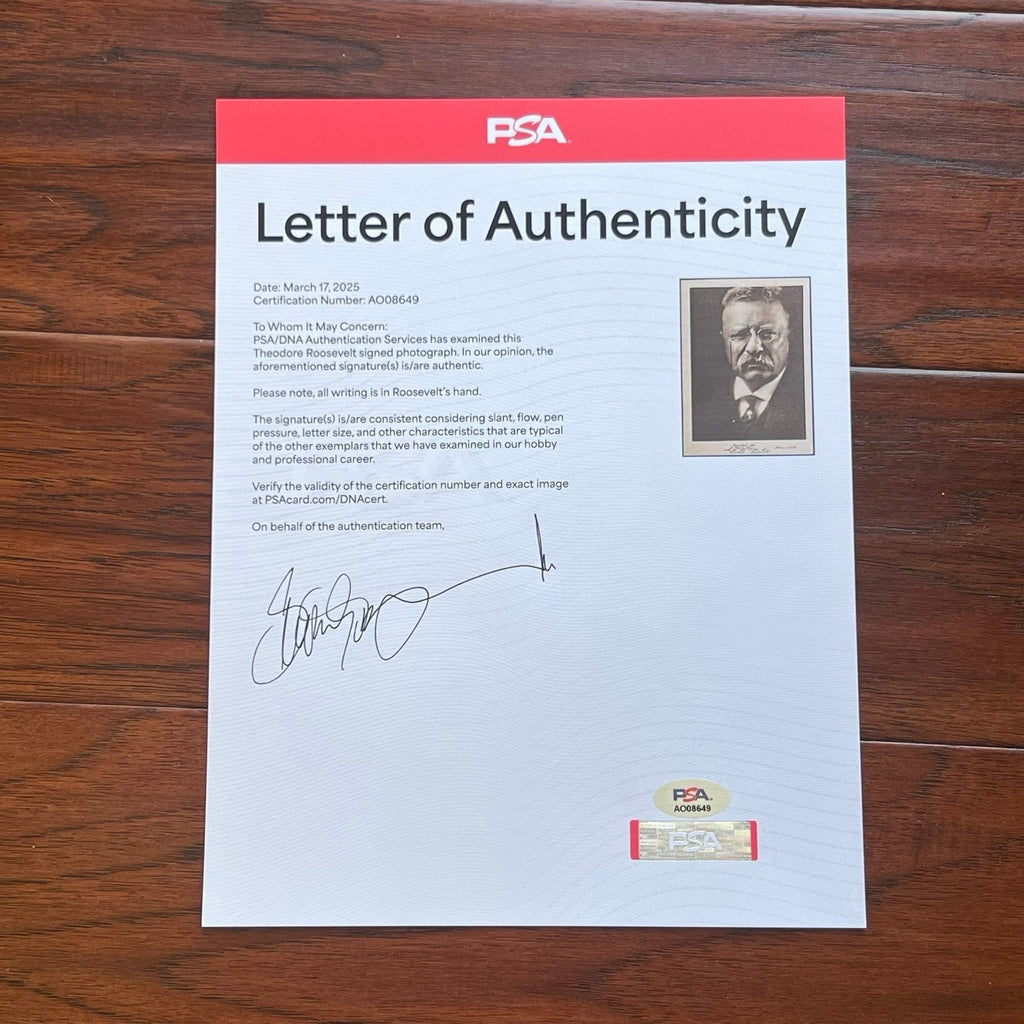 PSA
Letter of Authenticity
Date: March 17, 2025
Certification Number: AO08649
To Whom It May Concern:
PSA/DNA Authentication Services has examined this
Theodore Roosevelt signed photograph. In our opinion, the
aforementioned signature(s) is/are authentic.
Please note, all writing is in Roosevelt's hand.
The signature(s) is/are consistent considering slant, flow, pen
pressure, letter size, and other characteristics that are typical
of the other exemplars that we have examined in our hobby
and professional career.
Verify the validity of the certification number and exact image
at PSAcard.com/DNAcert.
On behalf of the authentication team,
PSA
AO08649
PSA